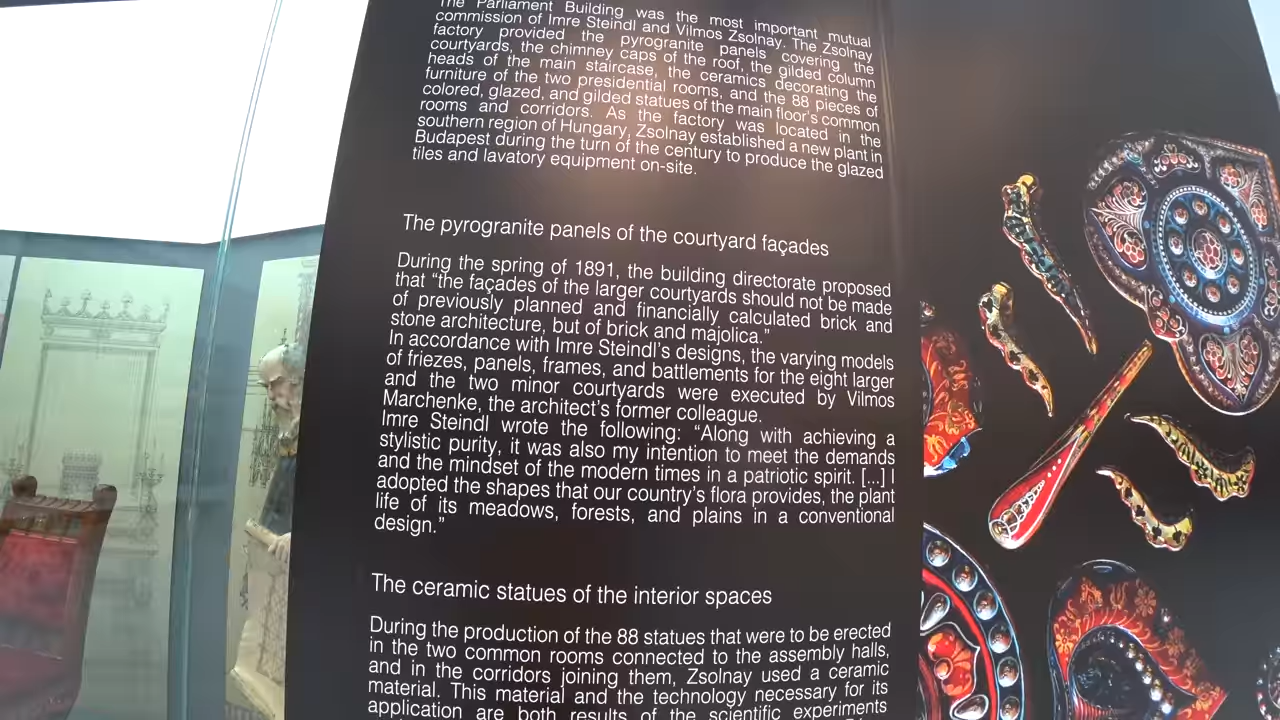 The Parliament Building was the most important mutual
commission of Imre Steindl and Vilmos Zsolnay. The Zsolnay
factory provided the pyrogranite panels covering the
courtyards, the chimney caps of the roof, the gilded column
heads of the main staircase, the ceramics decorating the
furniture of the two presidential rooms, and the 88 pieces of
colored, glazed, and gilded statues of the main floor's common
rooms and corridors. As the factory was located in the
southern region of Hungary, Zsolnay established a new plant in
Budapest during the turn of the century to produce the glazed
tiles and lavatory equipment on-site.
The pyrogranite panels of the courtyard façades
During the spring of 1891, the building directorate proposed
that “the façades of the larger courtyards should not be made
of previously planned and financially calculated brick and
stone architecture, but of brick and majolica.”
In accordance with Imre Steindl's designs, the varying models
of friezes, panels, frames, and battlements for the eight larger
and the two minor courtyards were executed by Vilmos
Marchenke, the architect's former colleague.
Imre Steindl wrote the following: “Along with achieving a
stylistic purity, it was also my intention to meet the demands
and the mindset of the modern times in a patriotic spirit. [...] I
adopted the shapes that our country's flora provides, the plant
life of its meadows, forests, and plains in a conventional
design.”
The ceramic statues of the interior spaces
During the production of the 88 statues that were to be erected
in the two common rooms connected to the assembly halls,
and in the corridors joining them, Zsolnay used a ceramic
material. This material and the technology necessary for its
application are both results of the scientific experiments